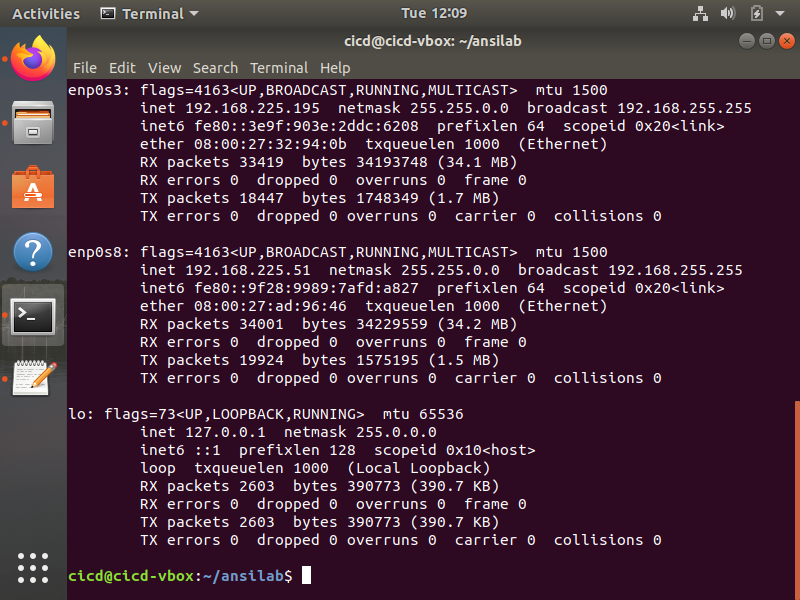 Activities Terminal Tue 12:09
cicd@cicd-vbox: ~/ansilab
File Edit View Search Terminal Help
enp0s3: flags=4163<UP,BROADCAST,RUNNING,MULTICAST>  mtu 1500
        inet 192.168.225.195  netmask 255.255.0.0  broadcast 192.168.255.255
        inet6 fe80::3e9f:903e:2ddc:6208  prefixlen 64  scopeid 0x20<link>
        ether 08:00:27:32:94:0b  txqueuelen 1000  (Ethernet)
        RX packets 33419  bytes 34193748 (34.1 MB)
        RX errors 0  dropped 0  overruns 0  frame 0
        TX packets 18447  bytes 1748349 (1.7 MB)
        TX errors 0  dropped 0 overruns 0  carrier 0  collisions 0
enp0s8: flags=4163<UP,BROADCAST,RUNNING,MULTICAST>  mtu 1500
        inet 192.168.225.51  netmask 255.255.0.0  broadcast 192.168.255.255
        inet6 fe80::9f28:9989:7afd:a827  prefixlen 64  scopeid 0x20<link>
        ether 08:00:27:ad:96:46  txqueuelen 1000  (Ethernet)
        RX packets 34001  bytes 34229559 (34.2 MB)
        RX errors 0  dropped 0  overruns 0  frame 0
        TX packets 19924  bytes 1575195 (1.5 MB)
        TX errors 0  dropped 0 overruns 0  carrier 0  collisions 0
lo: flags=73<UP,LOOPBACK,RUNNING>  mtu 65536
        inet 127.0.0.1  netmask 255.0.0.0
        inet6 ::1  prefixlen 128  scopeid 0x10<host>
        loop  txqueuelen 1000  (Local Loopback)
        RX packets 2603  bytes 390773 (390.7 KB)
        RX errors 0  dropped 0  overruns 0  frame 0
        TX packets 2603  bytes 390773 (390.7 KB)
        TX errors 0  dropped 0 overruns 0  carrier 0  collisions 0
cicd@cicd-vbox:~/ansilab$